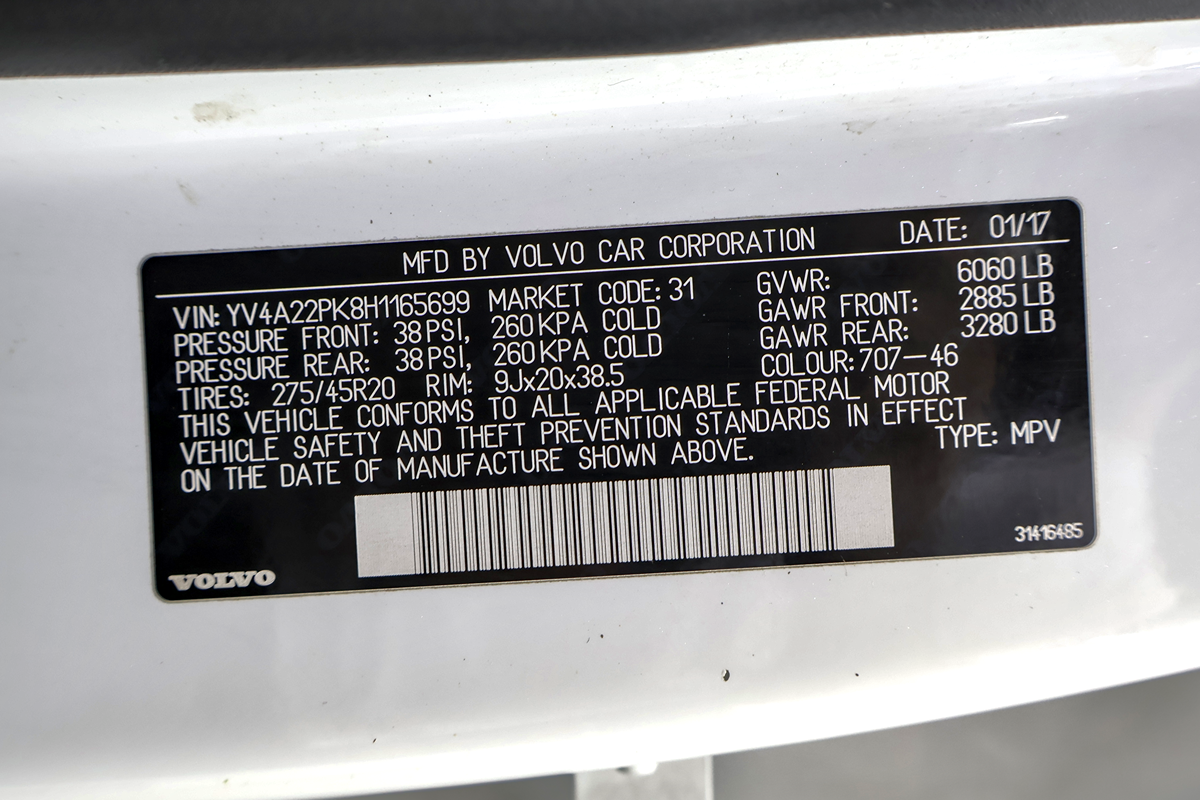 MFD BY VOLVO CAR CORPORATION DATE: 01/17
VIN: YV4A22PK8H1165699 MARKET CODE: 31 GVWR: 6060 LB
PRESSURE FRONT: 38 PSI, 260 KPA COLD GAWR FRONT: 2885 LB
PRESSURE REAR: 38 PSI, 260 KPA COLD GAWR REAR: 3280 LB
TIRES: 275/45R20 RIM: 9Jx20x38.5 COLOUR: 707-46
THIS VEHICLE CONFORMS TO ALL APPLICABLE FEDERAL MOTOR
VEHICLE SAFETY AND THEFT PREVENTION STANDARDS IN EFFECT
ON THE DATE OF MANUFACTURE SHOWN ABOVE. TYPE: MPV
31416485
VOLVO